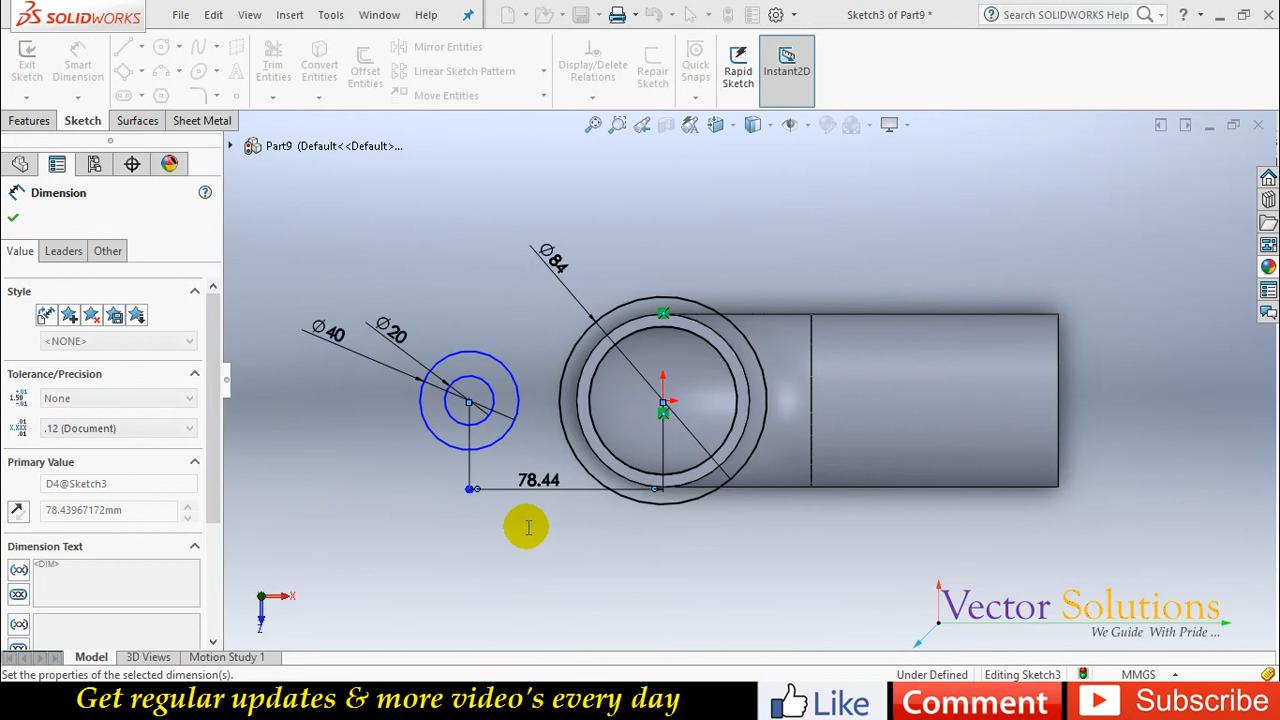 SOLIDWORKS File Edit View Insert Tools Window Help Sketch3 of Part9 * Search SOLIDWORKS Help ?
Exit Sketch Smart Dimension Trim Entities Convert Entities Offset Entities Mirror Entities Linear Sketch Pattern Move Entities Display/Delete Relations Repair Sketch Quick Snaps Rapid Sketch Instant2D
Features Sketch Surfaces Sheet Metal
Part9 (Default<<Default>...
Dimension
Value Leaders Other
Style
<NONE>
Tolerance/Precision
1.50 None
.12 (Document)
Primary Value
D4@Sketch3
78.43967172mm
Dimension Text
<DIM>
∅84
∅40
∅20
78.44
X
Z
Vector Solutions
We Guide With Pride ...
Model 3D Views Motion Study 1
Set the properties of the selected dimension(s). Under Defined Editing Sketch3 MMGS
Get regular updates & more video's every day Like Comment Subscribe